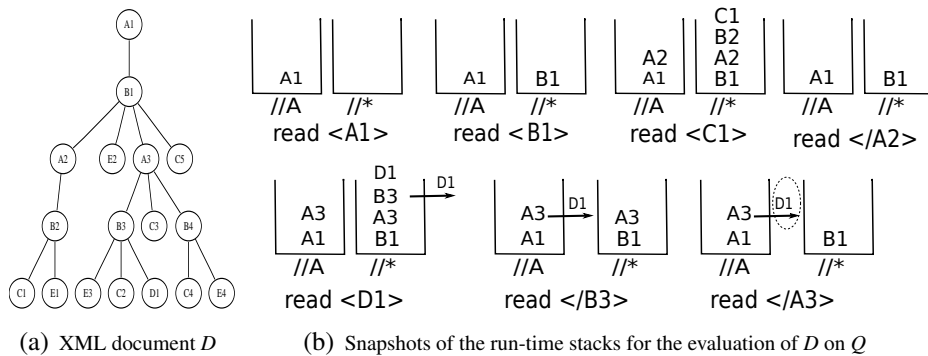 A1
B1
A2 E2 A3 C5
B2 B3 C3 B4
C1 E1 E3 C2 D1 C4 E4
(a) XML document D
A1
//A //*
read <A1>
A1 B1
//A //*
read <B1>
C1
B2
A2 A2
A1 B1
//A //*
read <C1>
A1 B1
//A //*
read </A2>
D1
B3 D1
A3 A3
A1 B1
//A //*
read <D1>
A3 D1 A3
A1 B1
//A //*
read </B3>
A3 D1
A1 B1
//A //*
read </A3>
(b) Snapshots of the run-time stacks for the evaluation of D on Q